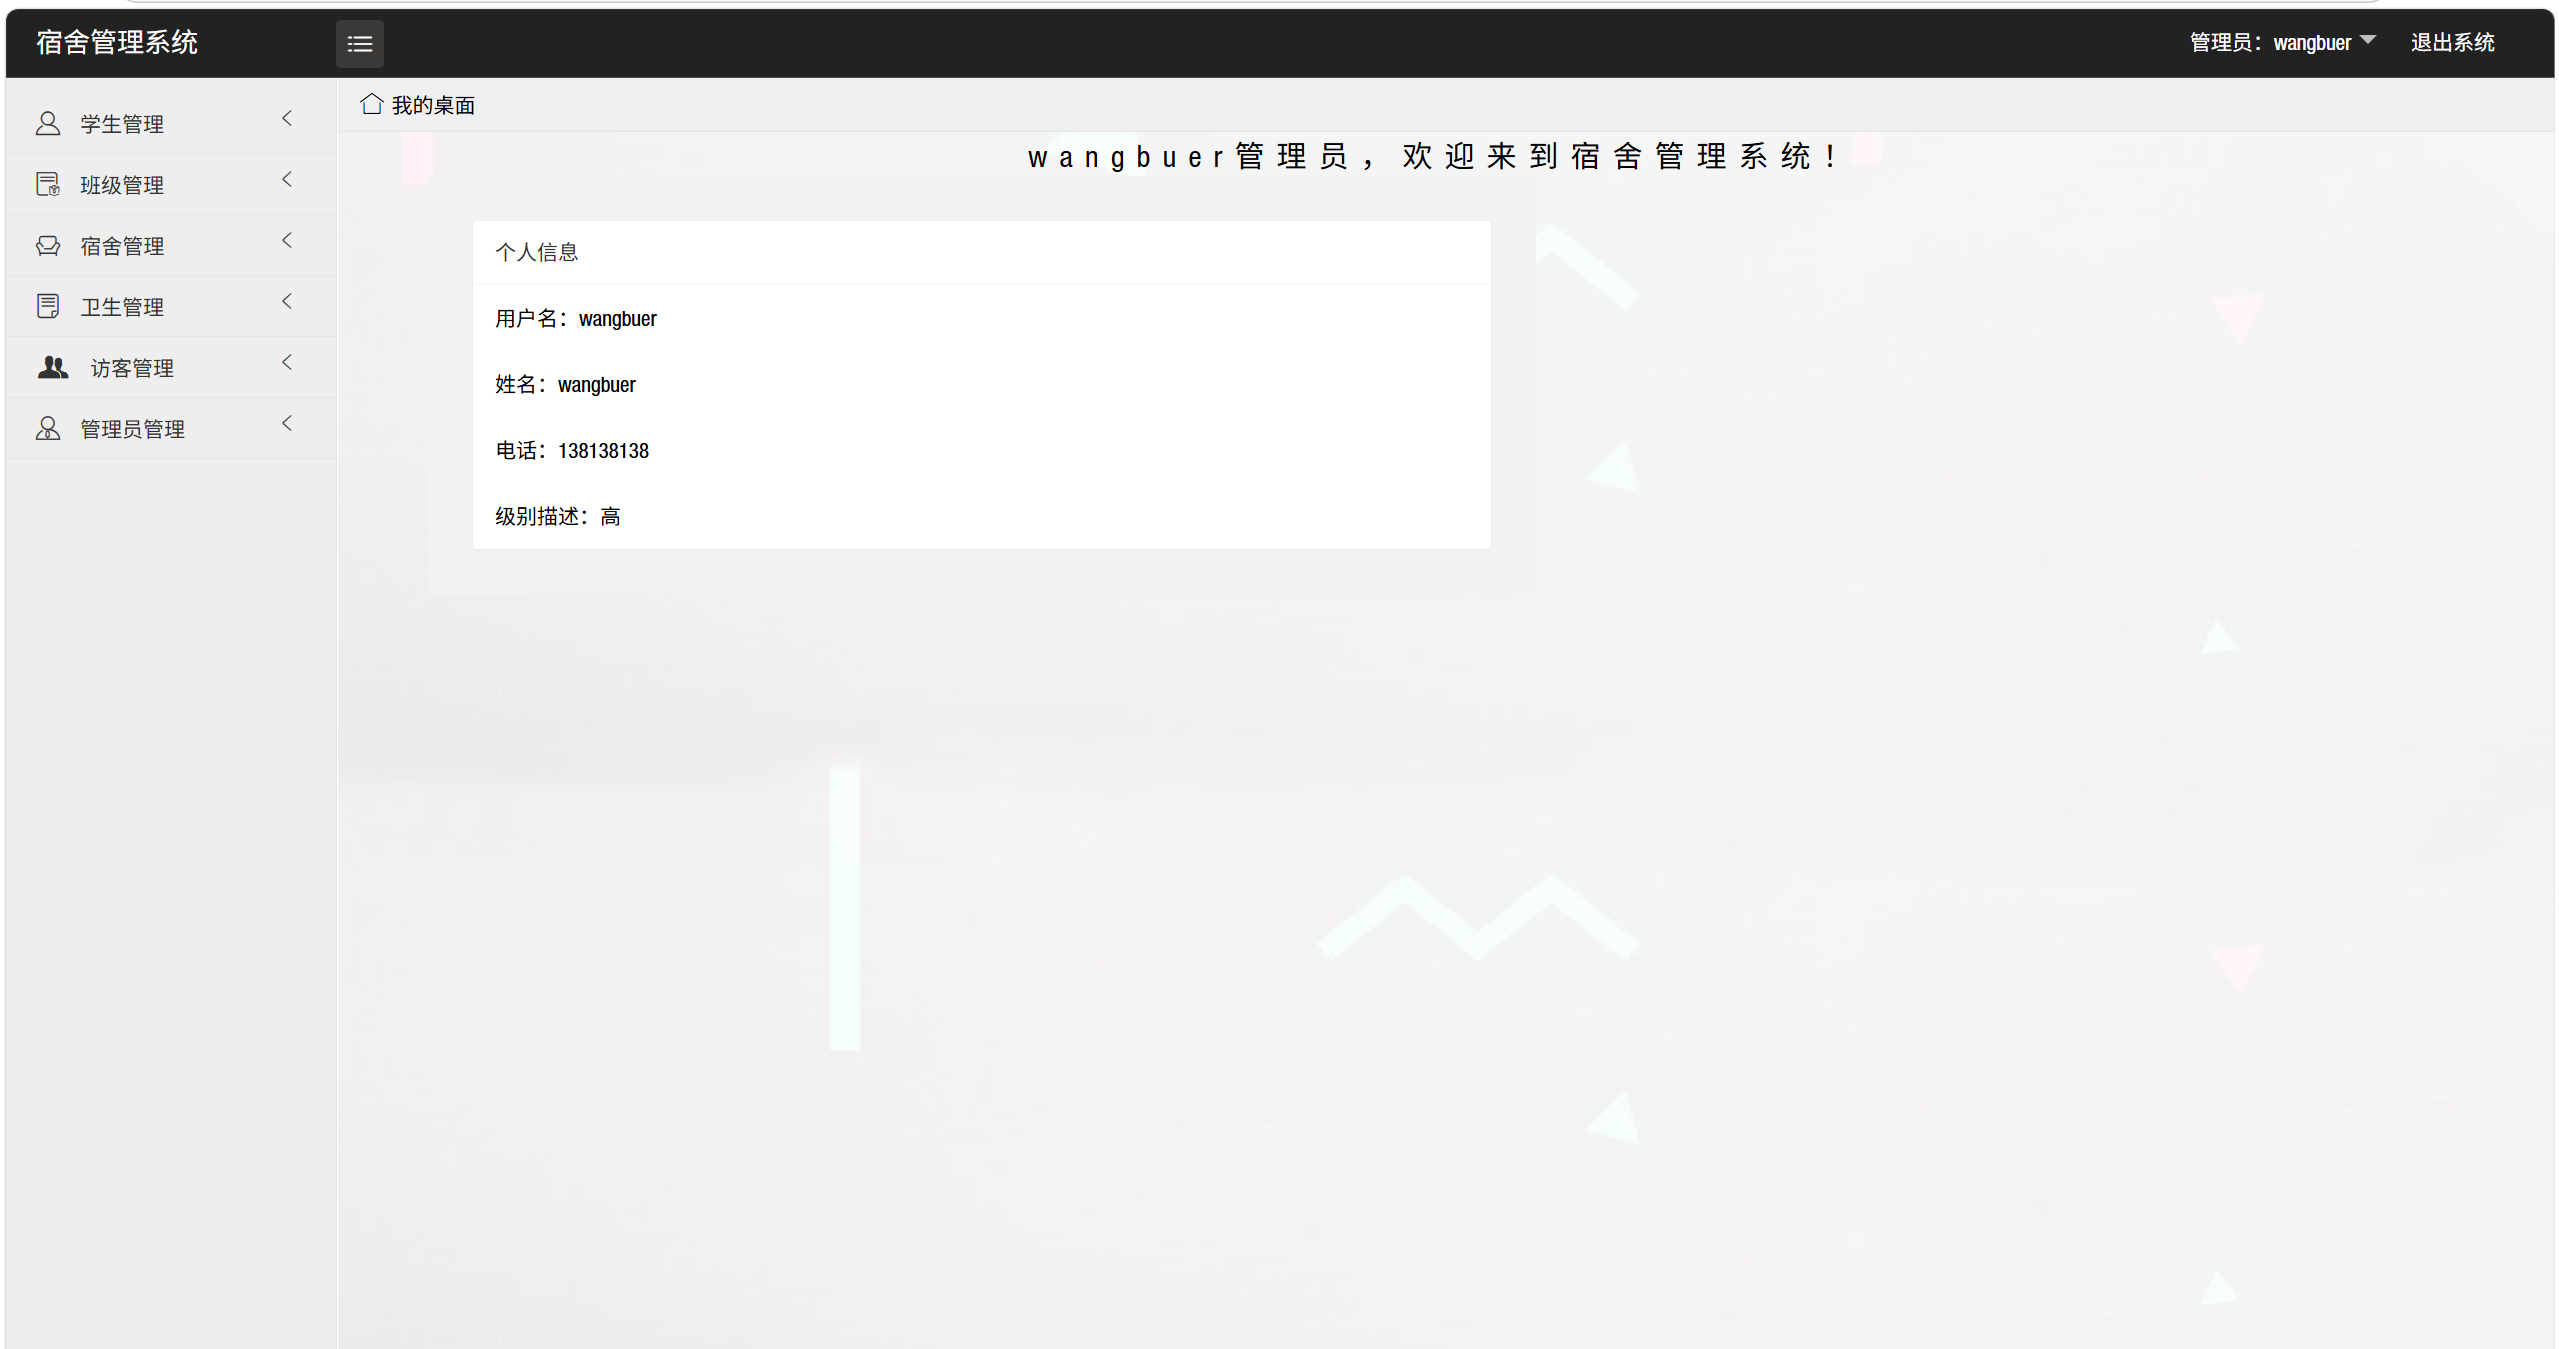 宿舍管理系统
管理员：wangbuer
退出系统
学生管理
班级管理
宿舍管理
卫生管理
访客管理
管理员管理
我的桌面
wangbuer管理员，欢迎来到宿舍管理系统！
个人信息
用户名：wangbuer
姓名：wangbuer
电话：138138138
级别描述：高